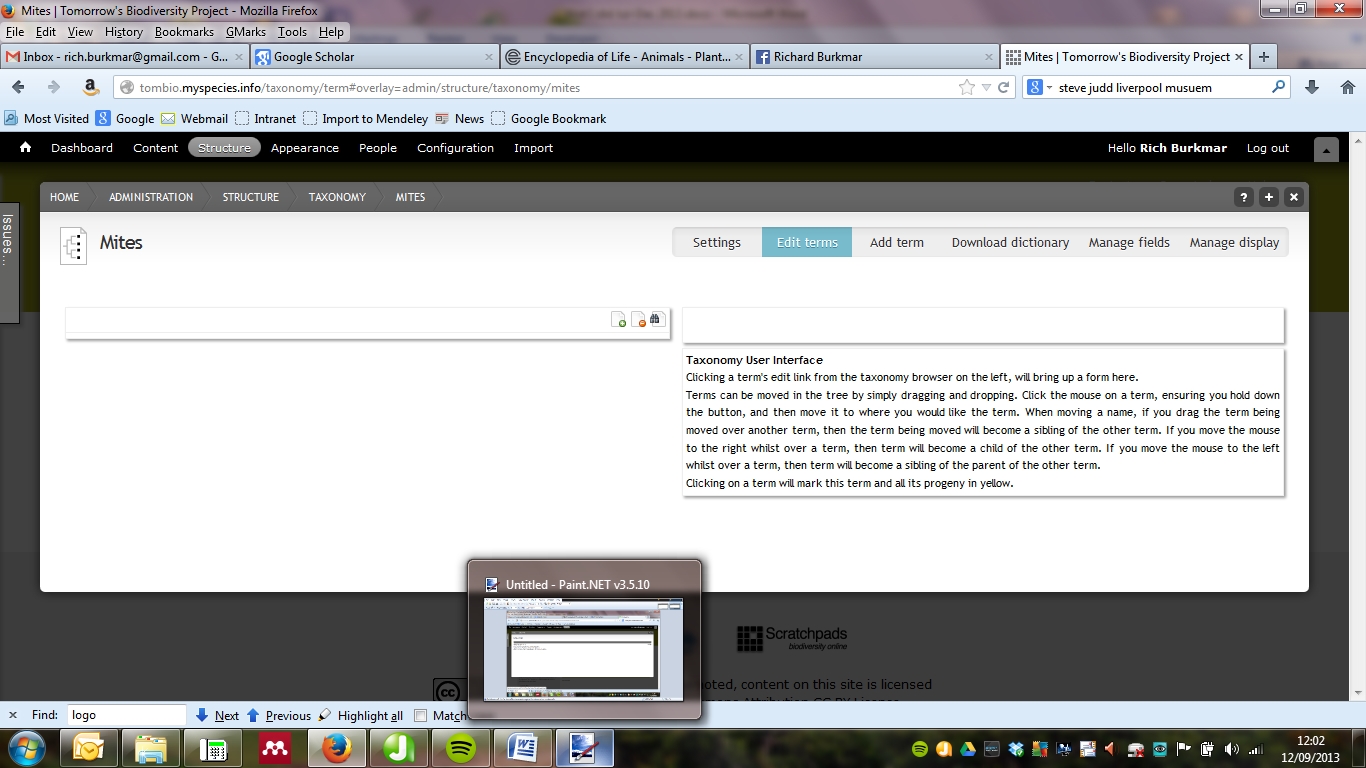 Mites | Tomorrow's Biodiversity Project - Mozilla Firefox
File Edit View History Bookmarks GMarks Tools Help
Inbox - rich.burkmar@gmail.com - G... Google Scholar Encyclopedia of Life - Animals - Plant... Richard Burkmar Mites | Tomorrow's Biodiversity Project
tombio.myspecies.info/taxonomy/term#overlay=admin/structure/taxonomy/mites steve judd liverpool musuem
Most Visited Google Webmail Intranet Import to Mendeley News Google Bookmark
Dashboard Content Structure Appearance People Configuration Import Hello Rich Burkmar Log out
HOME ADMINISTRATION STRUCTURE TAXONOMY MITES
Issues...
Mites Settings Edit terms Add term Download dictionary Manage fields Manage display
Taxonomy User Interface
Clicking a term's edit link from the taxonomy browser on the left, will bring up a form here.
Terms can be moved in the tree by simply dragging and dropping. Click the mouse on a term, ensuring you hold down
the button, and then move it to where you would like the term. When moving a name, if you drag the term being
moved over another term, then the term being moved will become a sibling of the other term. If you move the mouse
to the right whilst over a term, then term will become a child of the other term. If you move the mouse to the left
whilst over a term, then term will become a sibling of the parent of the other term.
Clicking on a term will mark this term and all its progeny in yellow.
Untitled - Paint.NET v3.5.10
Scratchpads
biodiversity online
oted, content on this site is licensed
Find: logo Next Previous Highlight all Match
12:02
12/09/2013